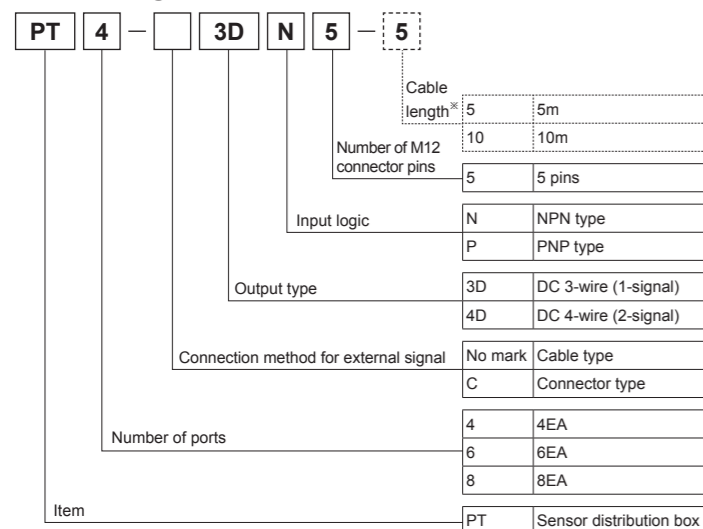 PT 4 - 3D N 5 - 5
Cable
length※
5 5m
10 10m
Number of M12
connector pins
5 5 pins
Input logic
N NPN type
P PNP type
Output type
3D DC 3-wire (1-signal)
4D DC 4-wire (2-signal)
Connection method for external signal
No mark Cable type
C Connector type
Number of ports
4 4EA
6 6EA
8 8EA
Item
PT Sensor distribution box